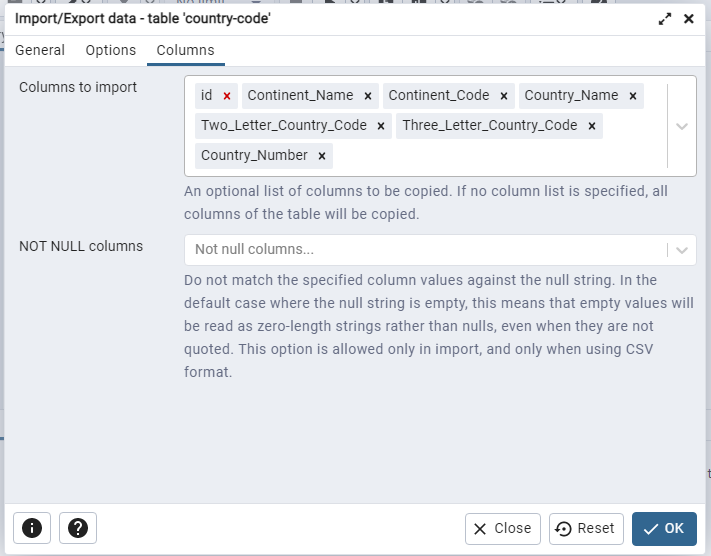 Import/Export data - table 'country-code'
General Options Columns
Columns to import
id × Continent_Name × Continent_Code × Country_Name ×
Two_Letter_Country_Code × Three_Letter_Country_Code ×
Country_Number ×
An optional list of columns to be copied. If no column list is specified, all
columns of the table will be copied.
NOT NULL columns
Not null columns...
Do not match the specified column values against the null string. In the
default case where the null string is empty, this means that empty values will
be read as zero-length strings rather than nulls, even when they are not
quoted. This option is allowed only in import, and only when using CSV
format.
Close Reset OK